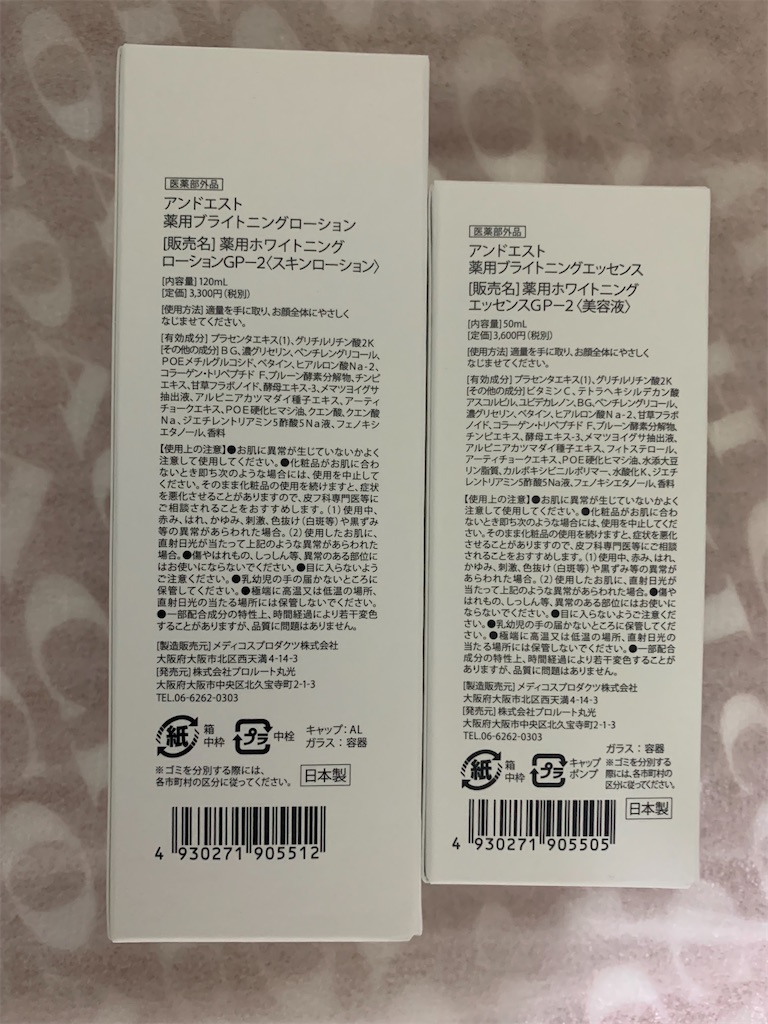 医薬部外品
アンドエスト
薬用ブライトニングローション
[販売名] 薬用ホワイトニング
ローションGP-2〈スキンローション〉
[内容量] 120mL
[定価] 3,300円(税別)
[使用方法] 適量を手に取り、お顔全体にやさしく
なじませてください。
[有効成分] プラセンタエキス(1)、グリチルリチン酸2K
[その他の成分] BG、濃グリセリン、ペンチレングリコール、
POEメチルグルコシド、ベタイン、ヒアルロン酸Na-2、
コラーゲン・トリペプチド F、プルーン酵素分解物、チンピ
エキス、甘草フラボノイド、酵母エキス-3、メマツヨイグサ
抽出液、アルピニアカツマダイ種子エキス、アーティ
チョークエキス、POE硬化ヒマシ油、クエン酸、クエン酸
Na、ジエチレントリアミン5酢酸5Na液、フェノキシ
エタノール、香料
【使用上の注意】●お肌に異常が生じていないかよく
注意して使用してください。●化粧品がお肌に合わ
ないとき即ち次のような場合には、使用を中止して
ください。そのまま化粧品の使用を続けますと、症状
を悪化させることがありますので、皮フ科専門医等に
ご相談されることをおすすめします。(1)使用中、
赤み、はれ、かゆみ、刺激、色抜け(白斑等)や黒ずみ
等の異常があらわれた場合。(2)使用したお肌に、
直射日光が当たって上記のような異常があらわれた
場合。●傷やはれもの、しっしん等、異常のある部位に
はお使いにならないでください。●目に入らないよう
ご注意ください。●乳幼児の手の届かないところに
保管してください。●極端に高温又は低温の場所、
直射日光の当たる場所には保管しないでください。
●一部配合成分の特性上、時間経過により若干変色
することがありますが、品質に問題はありません。
[製造販売元] メディコスプロダクツ株式会社
大阪府大阪市北区西天満4-14-3
[発売元] 株式会社プロルート丸光
大阪府大阪市中央区北久宝寺町2-1-3
TEL.06-6262-0303
紙 箱 中枠 プラ 中栓 キャップ:AL
ガラス:容器
※ゴミを分別する際には、
各市町村の区分に従ってください。
日本製
4 930271 905512
医薬部外品
アンドエスト
薬用ブライトニングエッセンス
[販売名] 薬用ホワイトニング
エッセンスGP-2〈美容液〉
[内容量] 50mL
[定価] 3,600円(税別)
[使用方法] 適量を手に取り、お顔全体にやさしく
なじませてください。
[有効成分] プラセンタエキス(1)、グリチルリチン酸2K
[その他の成分] ビタミンC、テトラヘキシルデカン酸
アスコルビル、ユビデカレノン、BG、ペンチレングリコール、
濃グリセリン、ベタイン、ヒアルロン酸Na-2、甘草フラボ
ノイド、コラーゲン・トリペプチド F、プルーン酵素分解物、
チンピエキス、酵母エキス-3、メマツヨイグサ抽出液、
アルピニアカツマダイ種子エキス、フィトステロール、
アーティチョークエキス、POE硬化ヒマシ油、水添大豆
リン脂質、カルボキシビニルポリマー、水酸化K、ジエチ
レントリアミン5酢酸5Na液、フェノキシエタノール、香料
【使用上の注意】●お肌に異常が生じていないかよく
注意して使用してください。●化粧品がお肌に合わ
ないとき即ち次のような場合には、使用を中止してくだ
さい。そのまま化粧品の使用を続けますと、症状を悪化
させることがありますので、皮フ科専門医等にご相談
されることをおすすめします。(1)使用中、赤み、はれ、
かゆみ、刺激、色抜け(白斑等)や黒ずみ等の異常が
あらわれた場合。(2)使用したお肌に、直射日光が
当たって上記のような異常があらわれた場合。●傷や
はれもの、しっしん等、異常のある部位にはお使いに
ならないでください。●目に入らないようご注意ください。
●乳幼児の手の届かないところに保管してください。
●極端に高温又は低温の場所、直射日光の
当たる場所には保管しないでください。●一部配合
成分の特性上、時間経過により若干変色することがあり
ますが、品質に問題はありません。
[製造販売元] メディコスプロダクツ株式会社
大阪府大阪市北区西天満4-14-3
[発売元] 株式会社プロルート丸光
大阪府大阪市中央区北久宝寺町2-1-3
TEL.06-6262-0303
ガラス:容器
紙 箱 中枠 プラ キャップ ポンプ
※ゴミを分別する
際には、各市町村の
区分に従ってください。
日本製
4 930271 905505